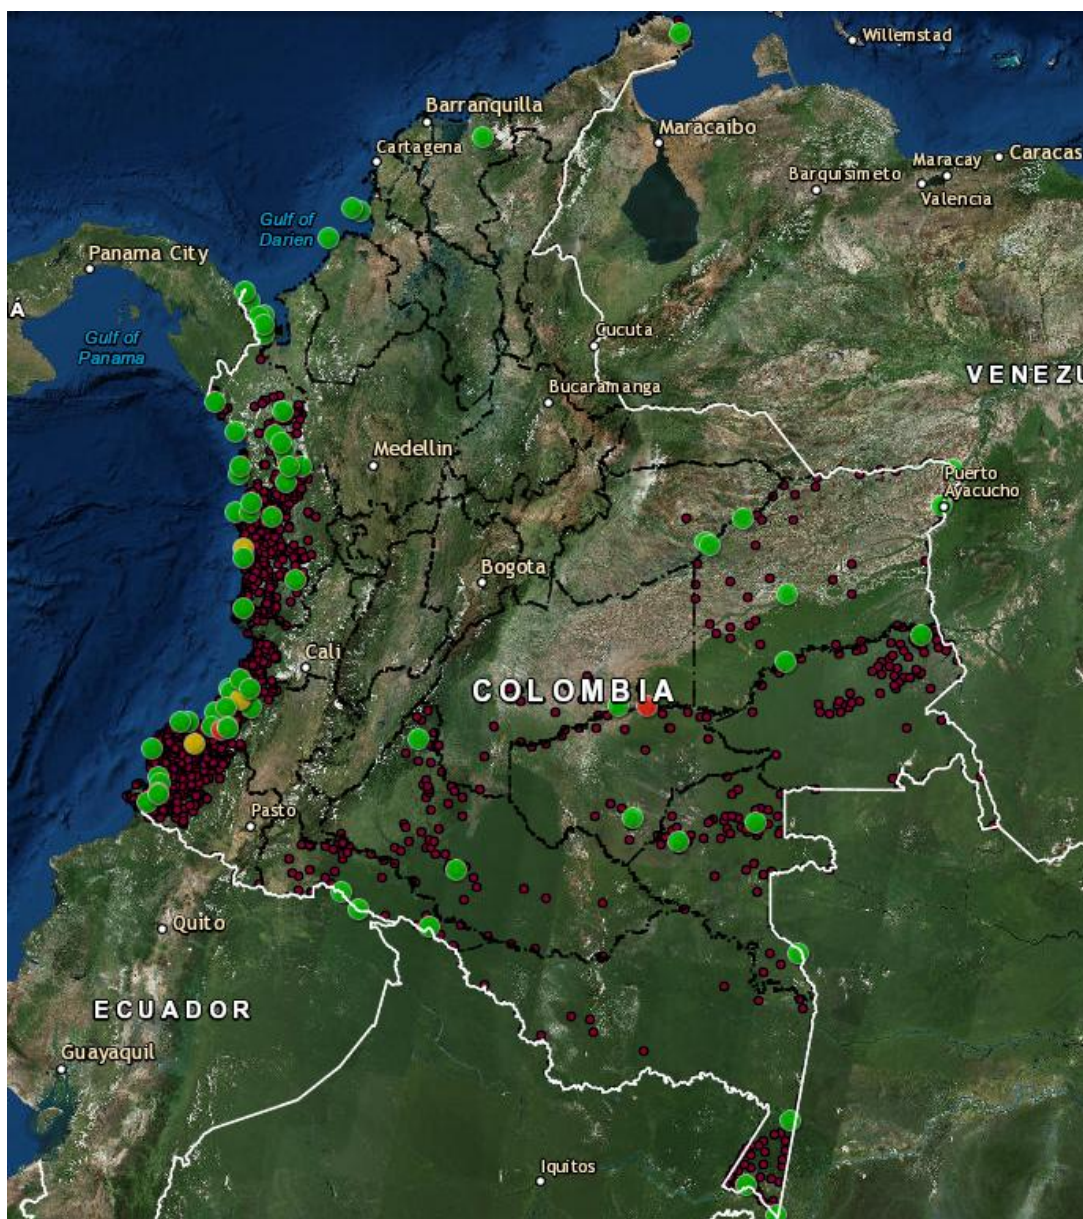 Willemstad
Barranquilla
Maracaibo
Cartagena
Caracas
Maracay
Barquisimeto
Valencia
Gulf of
Darien
Panama City
Á
Gulf of
Panama
Cucuta
VENEZU
Bucaramanga
Medellin
Puerto
Ayacucho
Bogota
Cali
COLOMBIA
Pasto
Quito
ECUADOR
Guayaquil
Iquitos